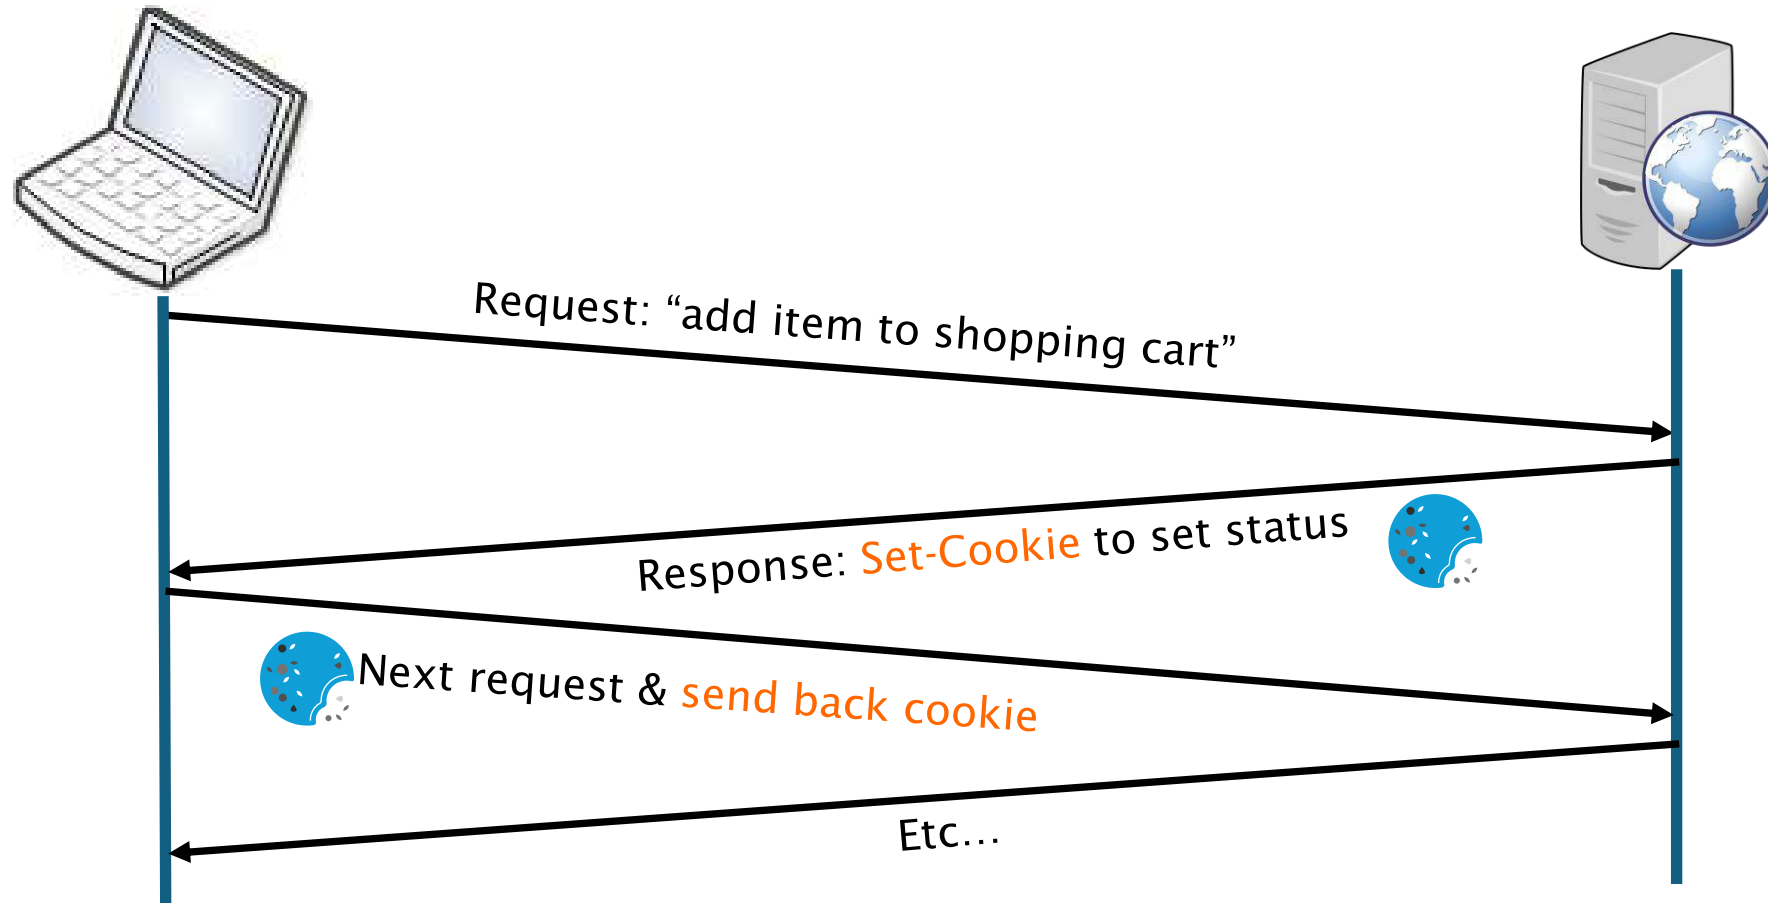 Request: “add item to shopping cart”
Response: Set-Cookie to set status
Next request & send back cookie
Etc…